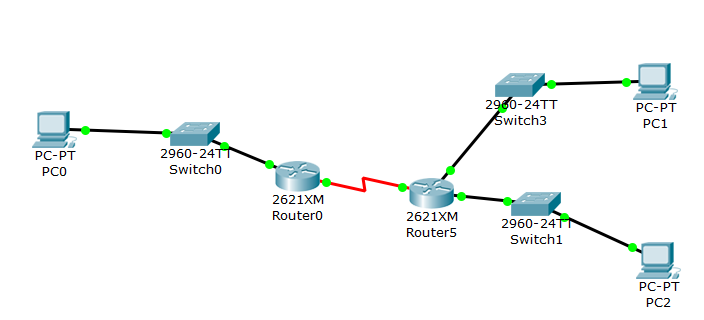 PC-PT
PC0
2960-24TT
Switch0
2621XM
Router0
2621XM
Router5
2960-24TT
Switch3
PC-PT
PC1
2960-24TT
Switch1
PC-PT
PC2